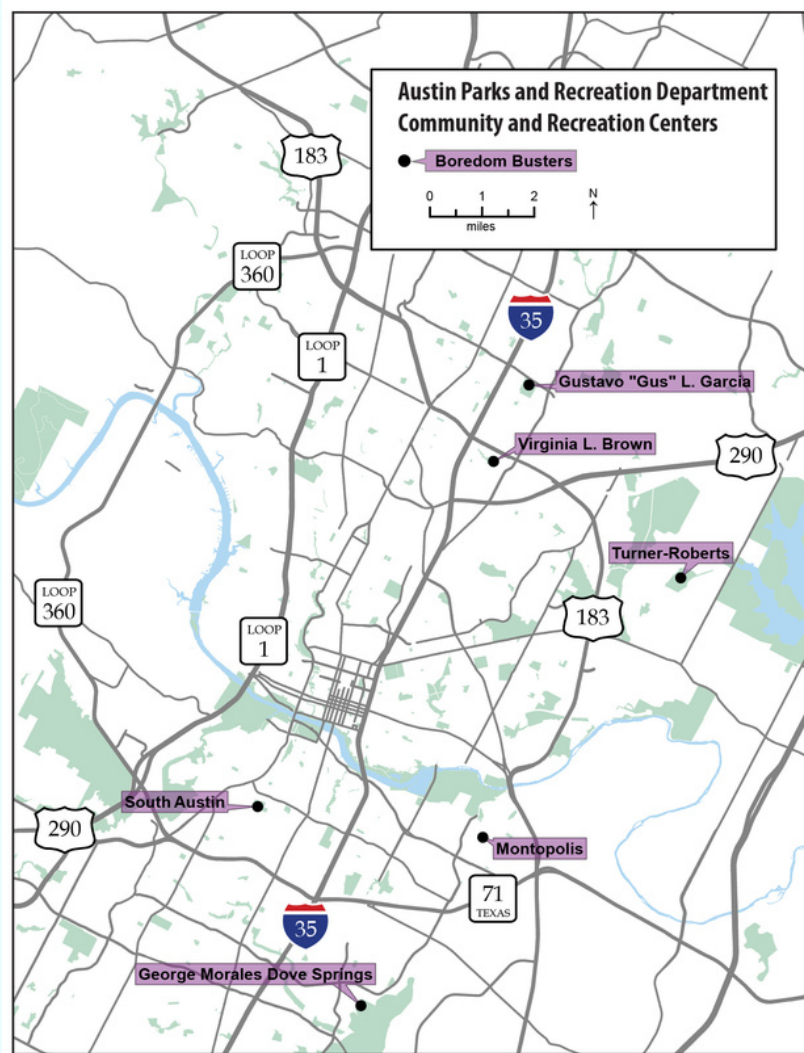 Austin Parks and Recreation Department
Community and Recreation Centers
Boredom Busters
0 1 2
miles
N
183
LOOP
360
LOOP
1
35
Gustavo "Gus" L. Garcia
Virginia L. Brown
290
Turner-Roberts
LOOP
360
183
LOOP
1
South Austin
290
Montopolis
71
TEXAS
35
George Morales Dove Springs